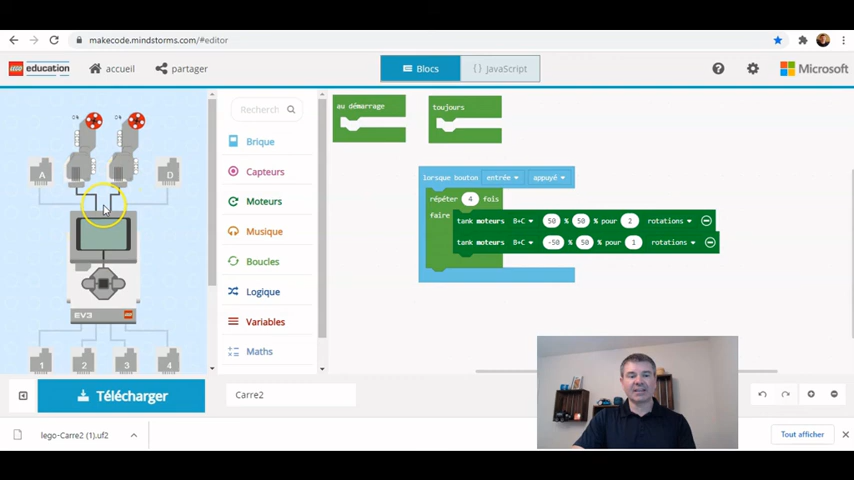 makecode.mindstorms.com/#editor
education
accueil
partager
Blocs
{ } JavaScript
?
Microsoft
0%
0%
A
D
EV3
1
2
3
4
Recherch
Brique
Capteurs
Moteurs
Musique
Boucles
Logique
Variables
Maths
au démarrage
toujours
lorsque bouton entrée appuyé
répéter 4 fois
faire
tank moteurs B+C 50 % 50 % pour 2 rotations
tank moteurs B+C -50 % 50 % pour 1 rotations
Télécharger
Carre2
lego-Carre2 (1).uf2
Tout afficher